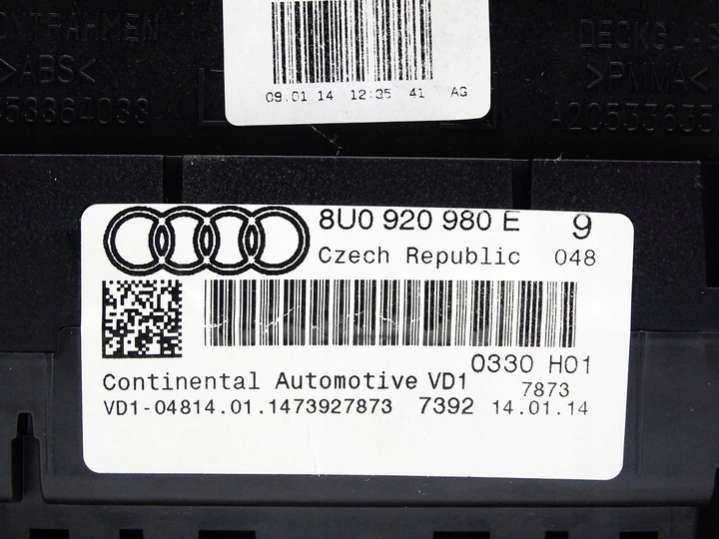 >ABS<
DECKGLAS
>PMMA<
09.01.14 12:35 41 AG
8U0 920 980 E 9
Czech Republic 048
0330 H01
Continental Automotive VD1 7873
VD1-04814.01.1473927873 7392 14.01.14